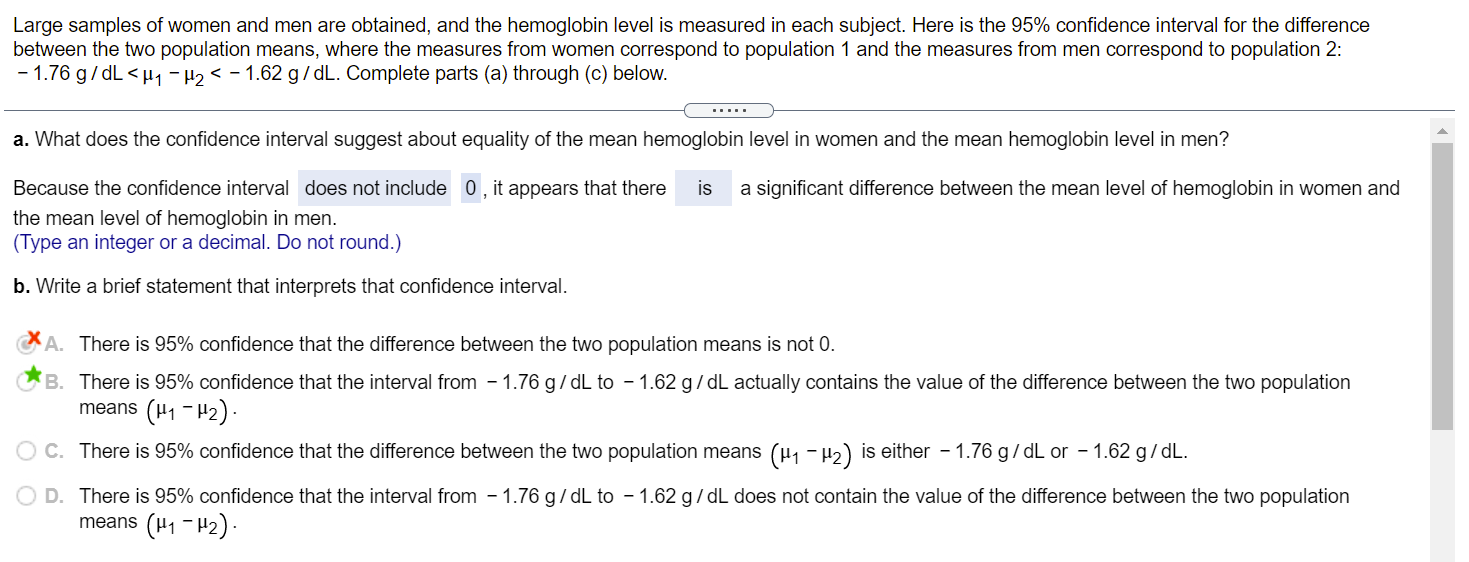 Large samples of women and men are obtained, and the hemoglobin level is measured in each subject. Here is the 95% confidence interval for the difference
between the two population means, where the measures from women correspond to population 1 and the measures from men correspond to population 2:
− 1.76 g / dL < μ₁ − μ₂ < − 1.62 g / dL. Complete parts (a) through (c) below.
.....
a. What does the confidence interval suggest about equality of the mean hemoglobin level in women and the mean hemoglobin level in men?
Because the confidence interval does not include 0 , it appears that there is a significant difference between the mean level of hemoglobin in women and
the mean level of hemoglobin in men.
(Type an integer or a decimal. Do not round.)
b. Write a brief statement that interprets that confidence interval.
A. There is 95% confidence that the difference between the two population means is not 0.
B. There is 95% confidence that the interval from − 1.76 g / dL to − 1.62 g / dL actually contains the value of the difference between the two population
means (μ₁ − μ₂) .
C. There is 95% confidence that the difference between the two population means (μ₁ − μ₂) is either − 1.76 g / dL or − 1.62 g / dL.
D. There is 95% confidence that the interval from − 1.76 g / dL to − 1.62 g / dL does not contain the value of the difference between the two population
means (μ₁ − μ₂) .